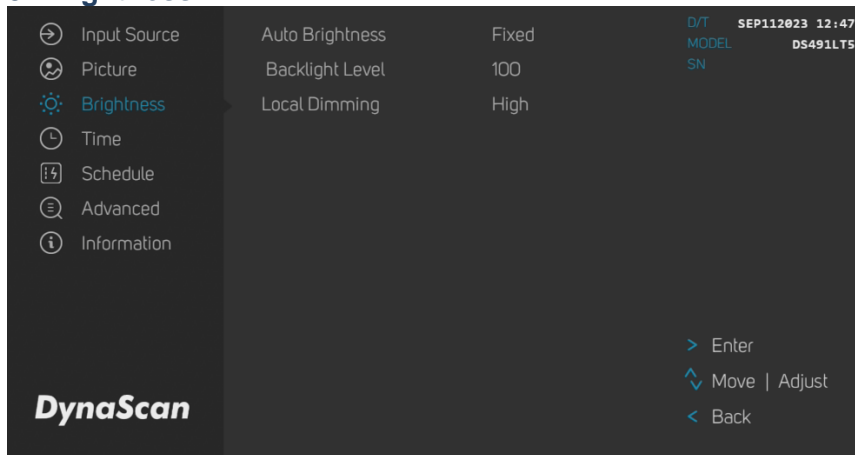 Input Source
Picture
Brightness
Time
Schedule
Advanced
Information
DynaScan
Auto Brightness Fixed
Backlight Level 100
Local Dimming High
D/T SEP112023 12:47
MODEL DS491LT5
SN
> Enter
Move | Adjust
< Back